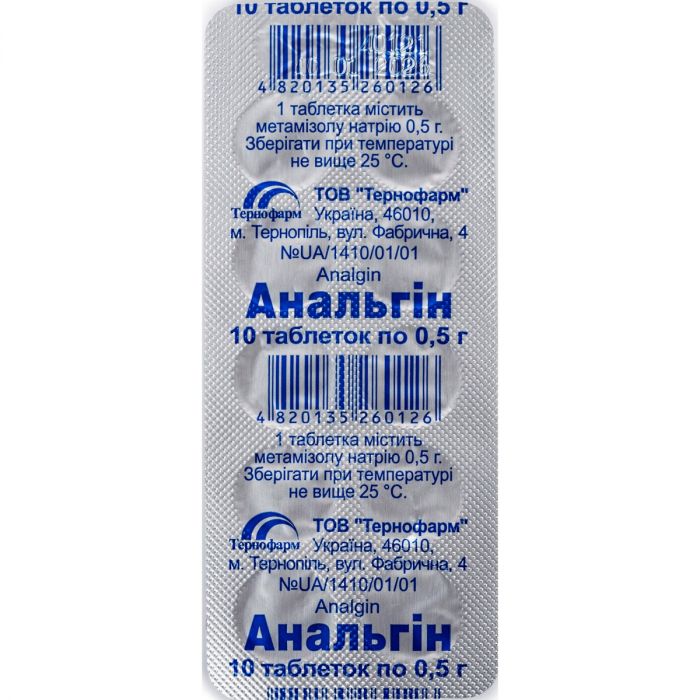 10 таблеток по 0,5 г
4 820135 260126
1 таблетка містить
метамізолу натрію 0,5 г.
Зберігати при температурі
не вище 25 °C.
Тернофарм
ТОВ "Тернофарм"
Україна, 46010,
м. Тернопіль, вул. Фабрична, 4
№UA/1410/01/01
Analgin
Анальгін
10 таблеток по 0,5 г
4 820135 260126
1 таблетка містить
метамізолу натрію 0,5 г.
Зберігати при температурі
не вище 25 °C.
Тернофарм
ТОВ "Тернофарм"
Україна, 46010,
м. Тернопіль, вул. Фабрична, 4
№UA/1410/01/01
Analgin
Анальгін
10 таблеток по 0,5 г